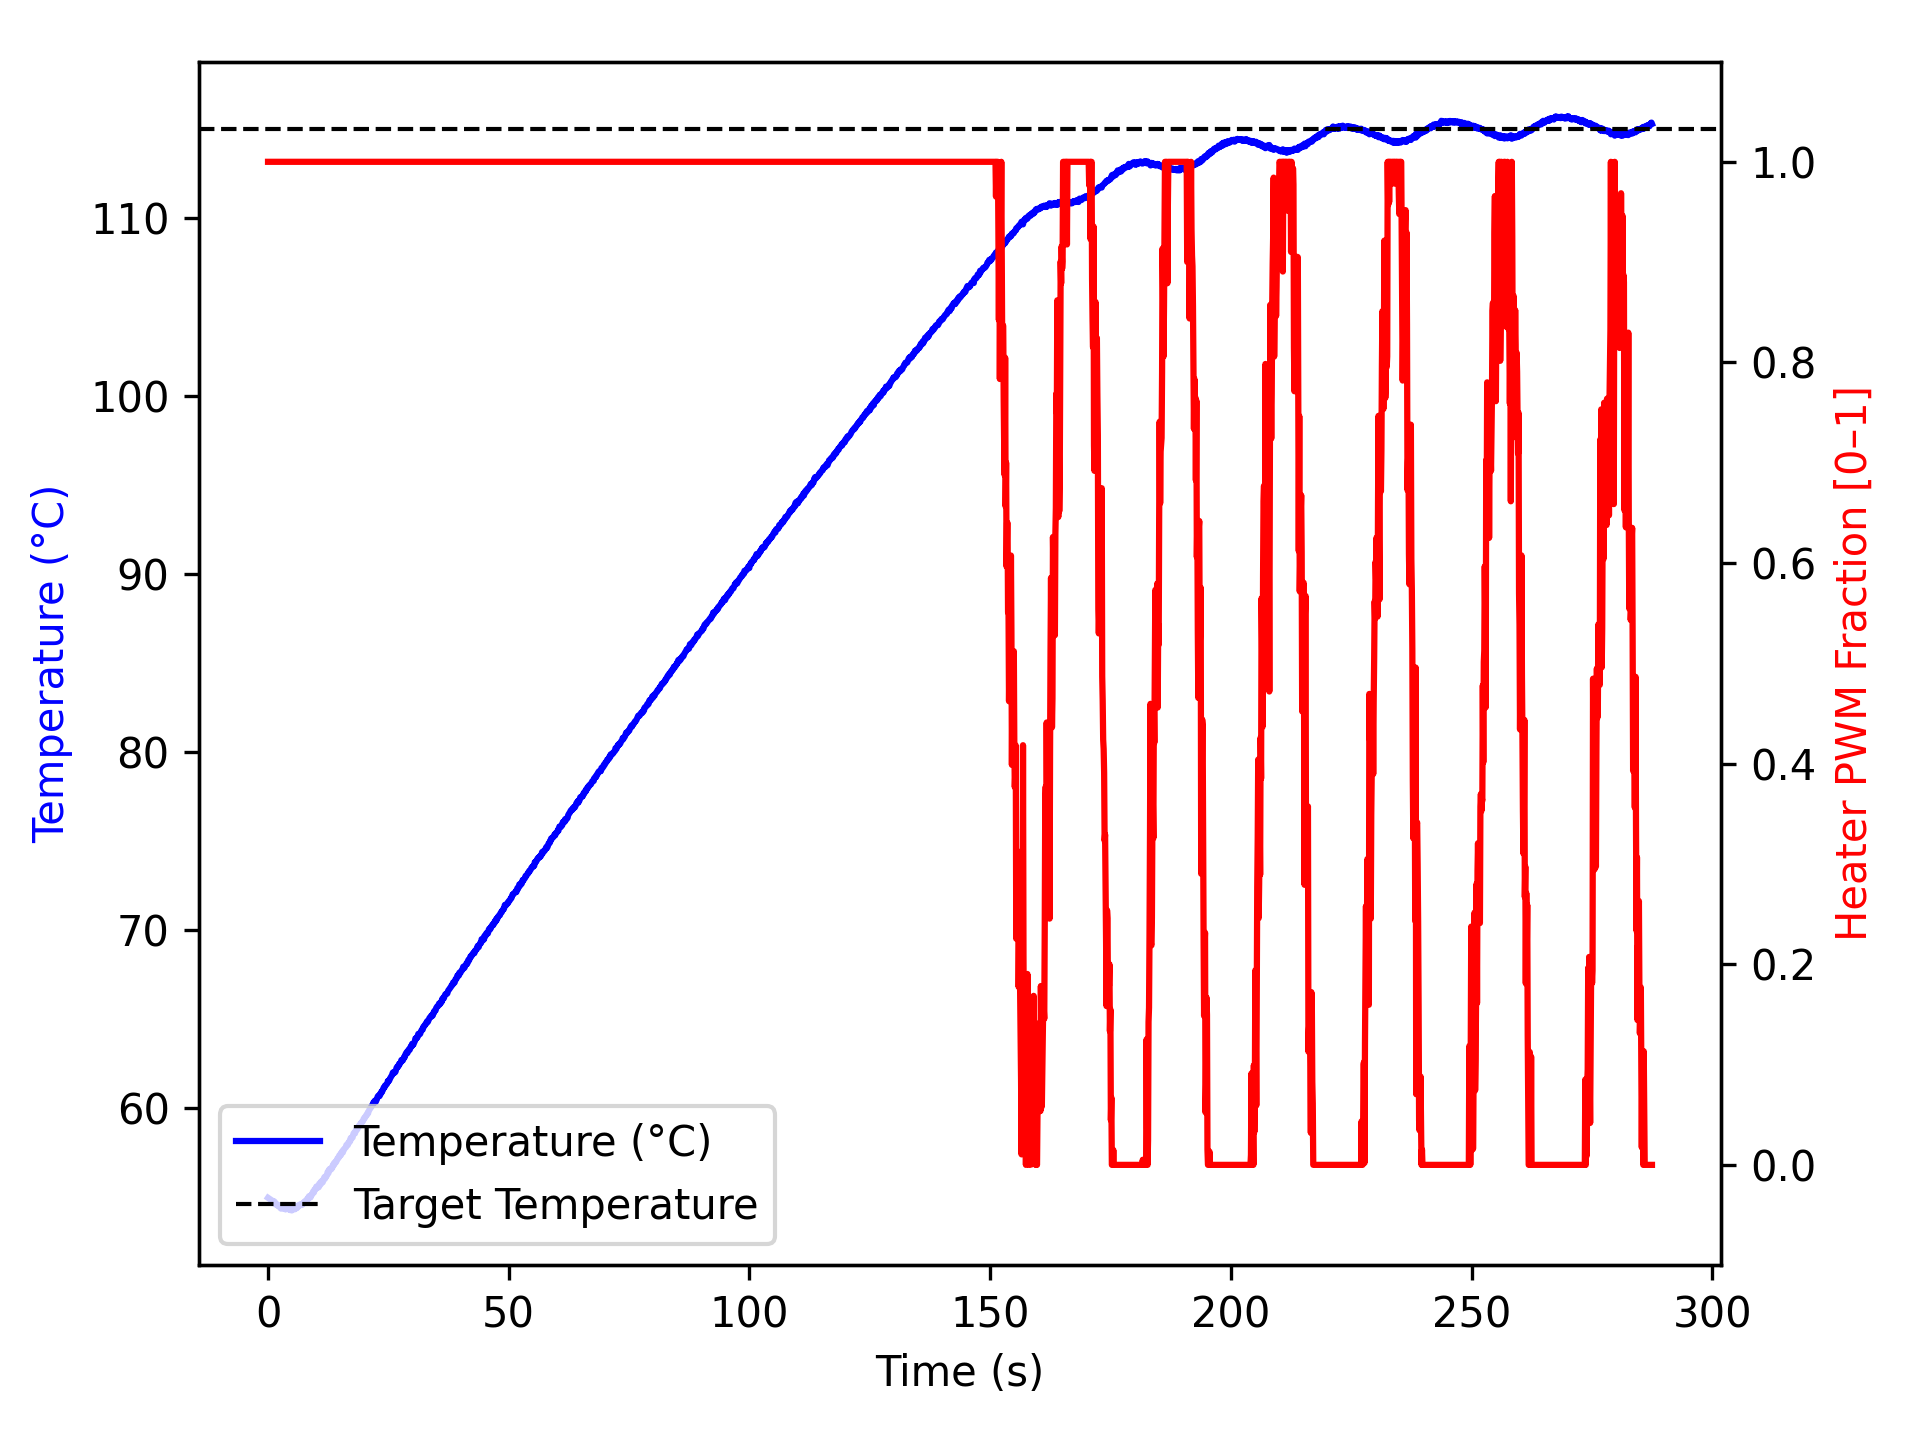 110
100
90
80
70
60
Temperature (°C)
1.0
0.8
0.6
0.4
0.2
0.0
Heater PWM Fraction [0–1]
Temperature (°C)
Target Temperature
0 50 100 150 200 250 300
Time (s)